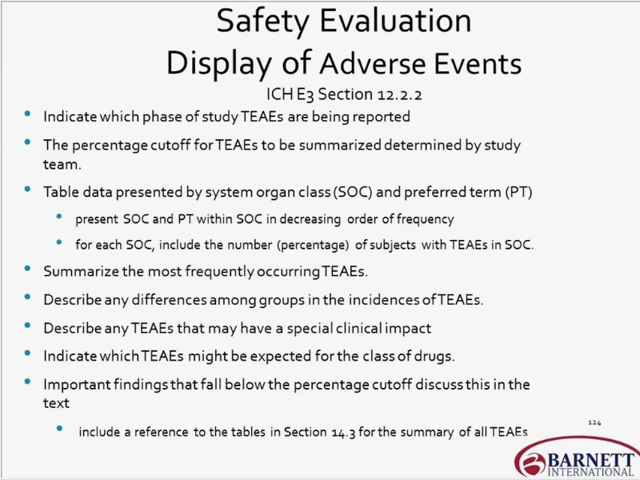 Safety Evaluation
Display of Adverse Events
ICH E3 Section 12.2.2
• Indicate which phase of study TEAEs are being reported
• The percentage cutoff for TEAEs to be summarized determined by study
team.
• Table data presented by system organ class (SOC) and preferred term (PT)
• present SOC and PT within SOC in decreasing order of frequency
• for each SOC, include the number (percentage) of subjects with TEAEs in SOC.
• Summarize the most frequently occurring TEAEs.
• Describe any differences among groups in the incidences of TEAEs.
• Describe any TEAEs that may have a special clinical impact
• Indicate which TEAEs might be expected for the class of drugs.
• Important findings that fall below the percentage cutoff discuss this in the
text
• include a reference to the tables in Section 14.3 for the summary of all TEAEs
124
BARNETT
INTERNATIONAL